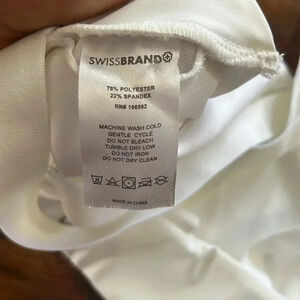 SWISSBRAND
76% POLYESTER
22% SPANDEX
RN# 166592
MACHINE WASH COLD
GENTLE CYCLE
DO NOT BLEACH
TUMBLE DRY LOW
DO NOT IRON
DO NOT DRY CLEAN
MADE IN CHINA